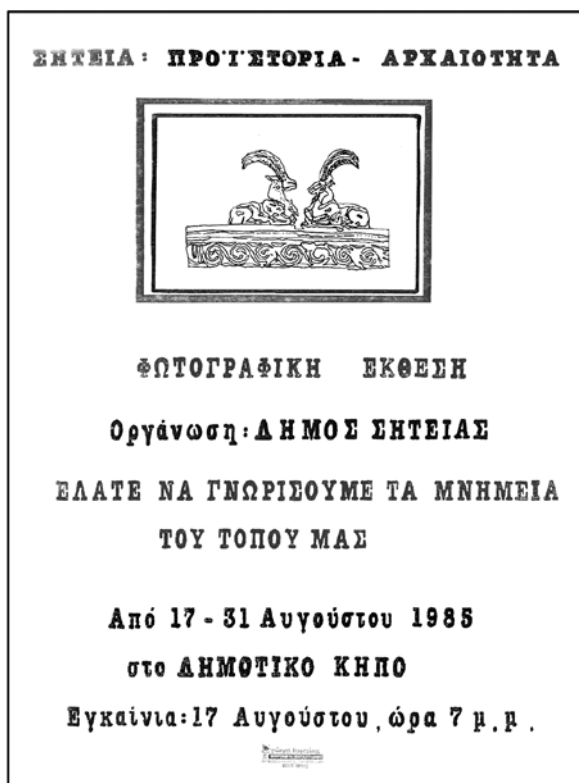 ΣΗΤΕΙΑ: ΠΡΟΪΣΤΟΡΙΑ - ΑΡΧΑΙΟΤΗΤΑ
ΦΩΤΟΓΡΑΦΙΚΗ ΕΚΘΕΣΗ
Οργάνωση: ΔΗΜΟΣ ΣΗΤΕΙΑΣ
ΕΛΑΤΕ ΝΑ ΓΝΩΡΙΣΟΥΜΕ ΤΑ ΜΝΗΜΕΙΑ
ΤΟΥ ΤΟΠΟΥ ΜΑΣ
Από 17 - 31 Αυγούστου 1985
στο ΔΗΜΟΤΙΚΟ ΚΗΠΟ
Εγκαίνια: 17 Αυγούστου, ώρα 7 μ.μ.